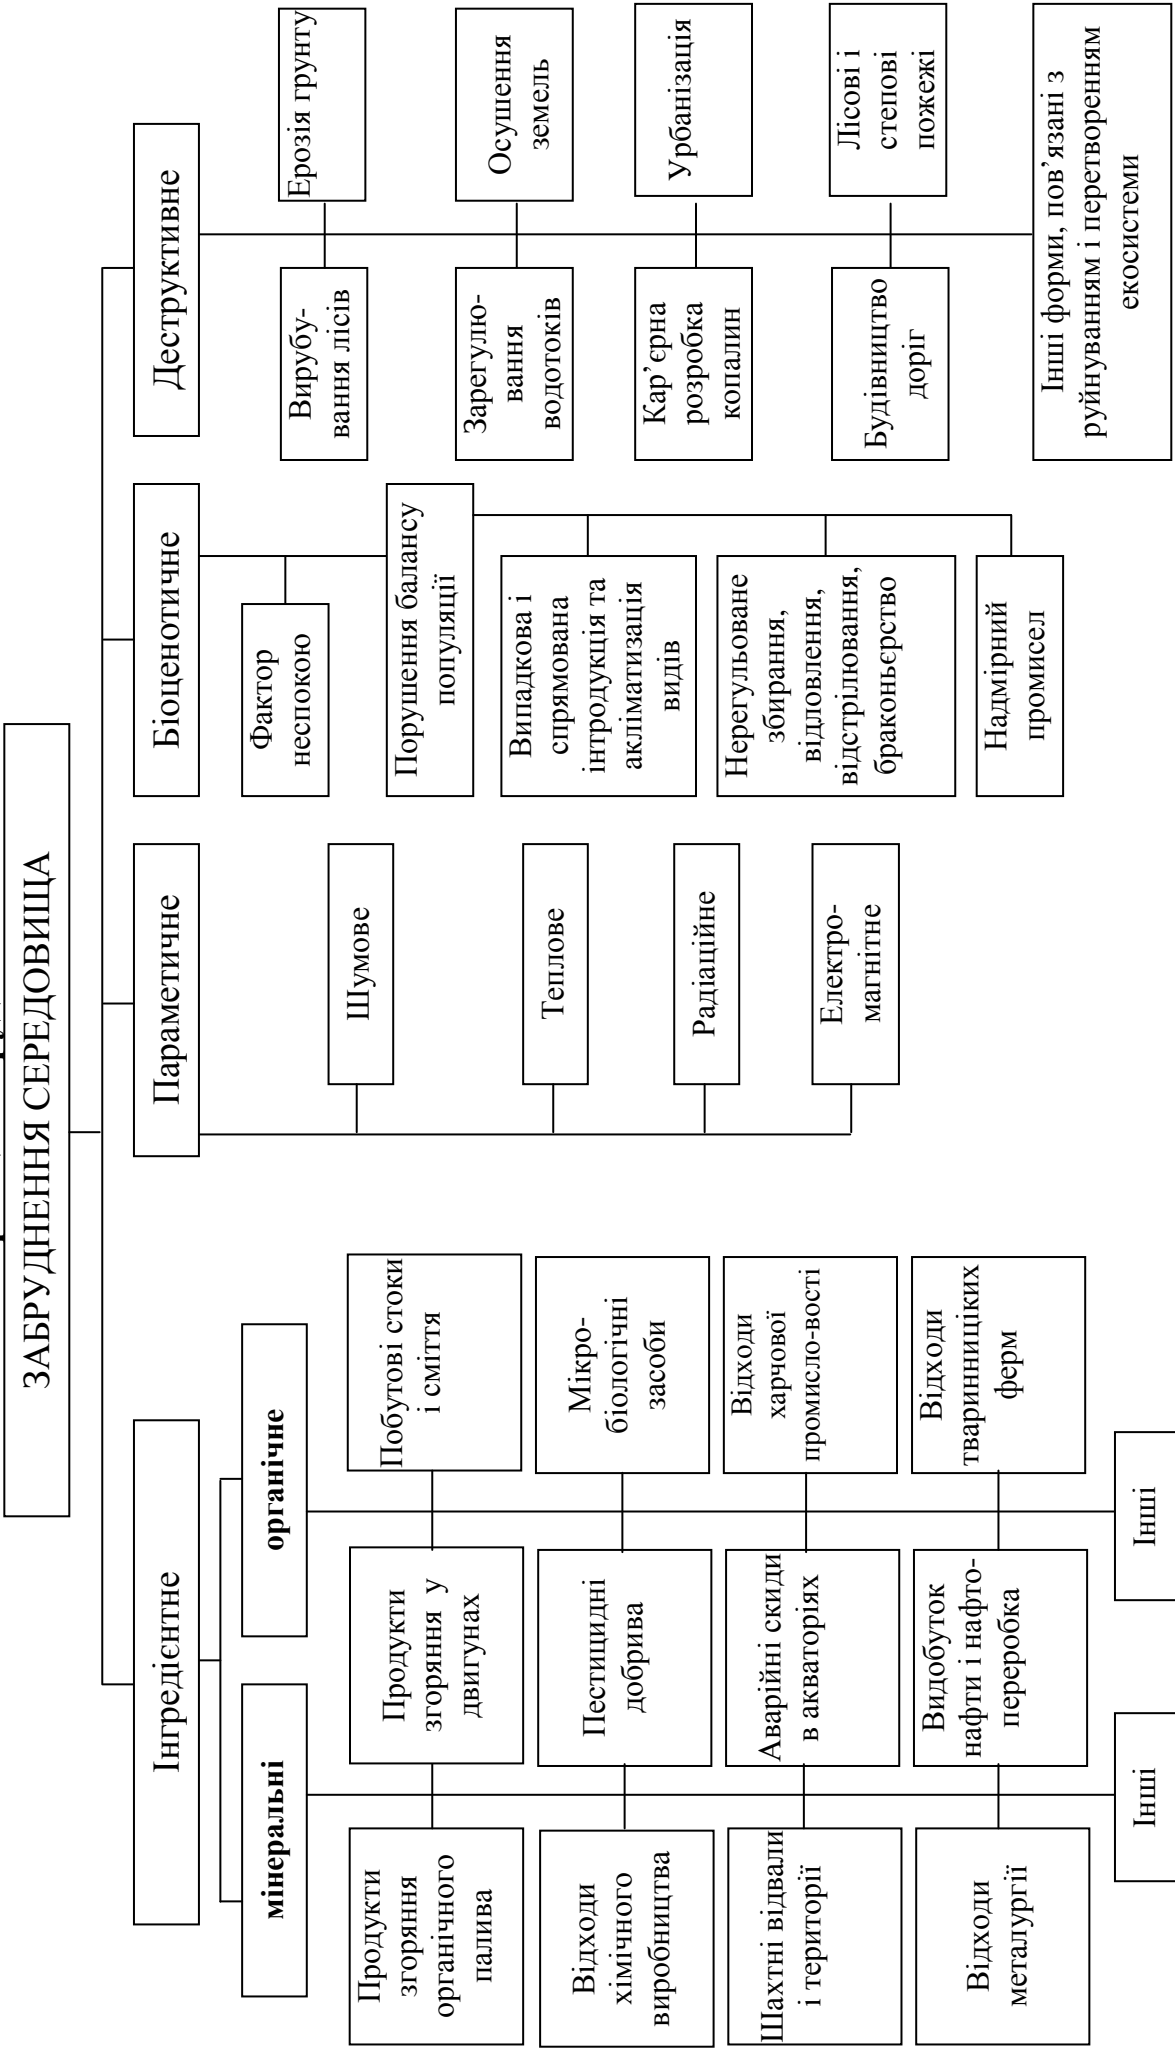 ЗАБРУДНЕННЯ СЕРЕДОВИЩА
Інгредієнтне
Параметичне
Біоценотичне
Деструктивне
мінеральні
органічне
Продукти
згоряння
органічного
палива
Продукти
згоряння у
двигунах
Побутові стоки
і сміття
Відходи
хімічного
виробництва
Пестицидні
добрива
Мікро-
біологічні
засоби
Шахтні відвали
і території
Аварійні скиди
в акваторіях
Відходи
харчової
промисло-вості
Відходи
металургії
Видобуток
нафти і нафто-
переробка
Відходи
тваринниціких
ферм
Інші
Інші
Шумове
Теплове
Радіаційне
Електро-
магнітне
Фактор
неспокою
Порушення балансу
популяції
Випадкова і
спрямована
інтродукція та
акліматизація
видів
Нерегульоване
збирання,
відловлення,
відстрілювання,
браконьєрство
Надмірний
промисел
Вирубу-
вання лісів
Ерозія грунту
Зарегулю-
вання
водотоків
Осушення
земель
Кар’єрна
розробка
копалин
Урбанізація
Будівництво
доріг
Лісові і
степові
пожежі
Інші форми, пов’язані з
руйнуванням і перетворенням
екосистеми